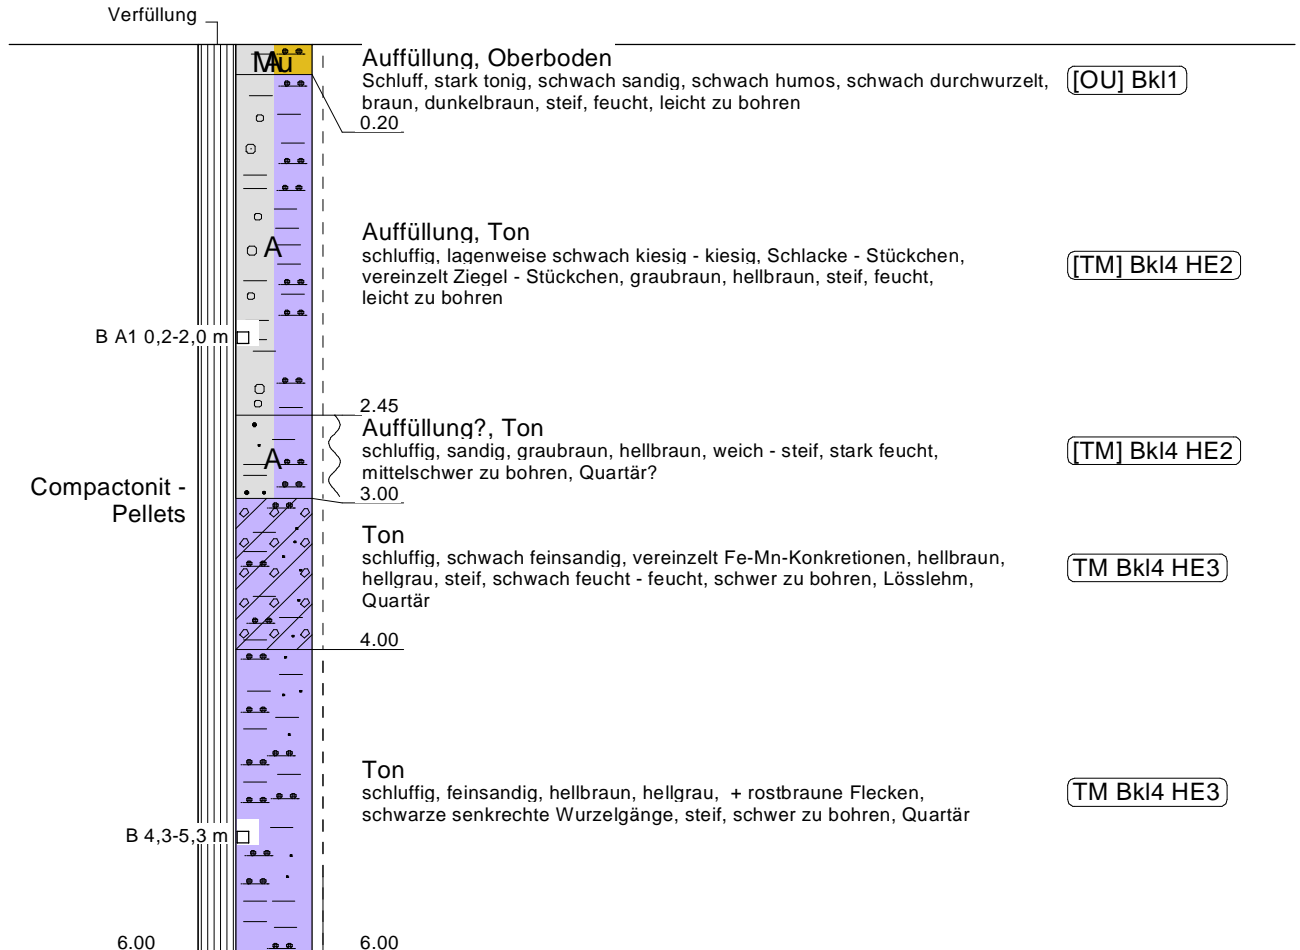 Verfüllung
MAu
Auffüllung, Oberboden
Schluff, stark tonig, schwach sandig, schwach humos, schwach durchwurzelt,
braun, dunkelbraun, steif, feucht, leicht zu bohren
[OU] Bkl1
0.20
A
Auffüllung, Ton
schluffig, lagenweise schwach kiesig - kiesig, Schlacke - Stückchen,
vereinzelt Ziegel - Stückchen, graubraun, hellbraun, steif, feucht,
leicht zu bohren
[TM] Bkl4 HE2
B A1 0,2-2,0 m
2.45
A
Auffüllung?, Ton
schluffig, sandig, graubraun, hellbraun, weich - steif, stark feucht,
mittelschwer zu bohren, Quartär?
[TM] Bkl4 HE2
3.00
Compactonit -
Pellets
Ton
schluffig, schwach feinsandig, vereinzelt Fe-Mn-Konkretionen, hellbraun,
hellgrau, steif, schwach feucht - feucht, schwer zu bohren, Lösslehm,
Quartär
TM Bkl4 HE3
4.00
Ton
schluffig, feinsandig, hellbraun, hellgrau, + rostbraune Flecken,
schwarze senkrechte Wurzelgänge, steif, schwer zu bohren, Quartär
TM Bkl4 HE3
B 4,3-5,3 m
6.00
6.00